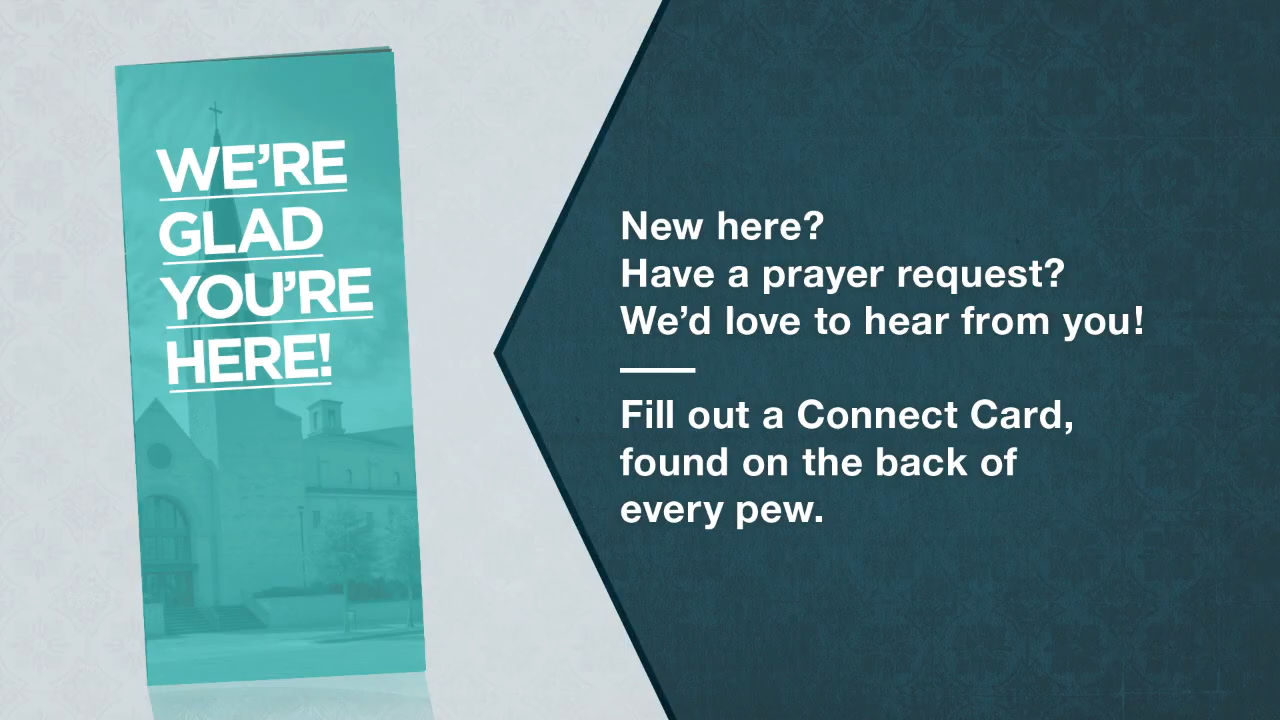 WE'RE
GLAD
YOU'RE
HERE!
New here?
Have a prayer request?
We'd love to hear from you!
Fill out a Connect Card,
found on the back of
every pew.